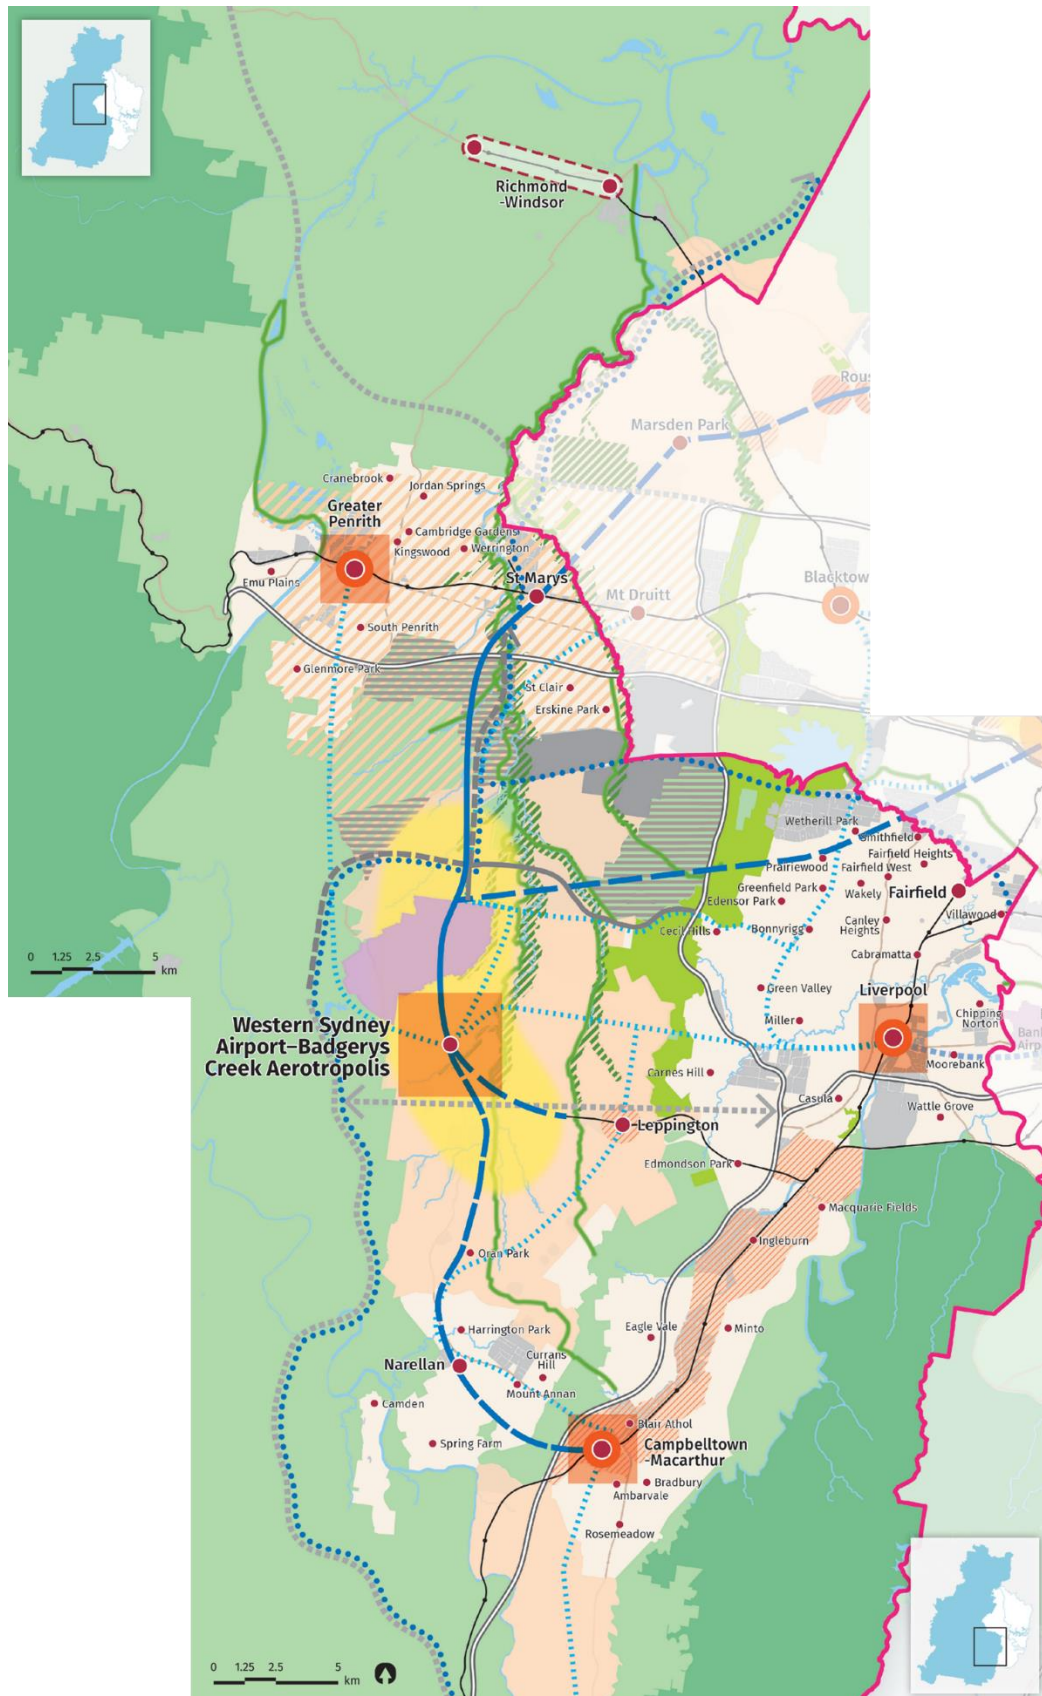 Richmond
-Windsor
Rous
Marsden Park
Cranebrook
Jordan Springs
Greater
Penrith
Cambridge Gardens
Kingswood
Werrington
St Marys
Blacktow
Emu Plains
Mt Druitt
South Penrith
Glenmore Park
St Clair
Erskine Park
Wetherill Park
Smithfield
Fairfield Heights
Prairiewood
Fairfield West
Greenfield Park
Wakely
Fairfield
Edensor Park
Villawood
Canley
Heights
Cecil Hills
Bonnyrigg
Cabramatta
0 1.25 2.5 5
km
Green Valley
Liverpool
Chipping
Norton
Miller
Western Sydney
Airport–Badgerys
Creek Aerotropolis
Ban
Airp
Moorebank
Carnes Hill
Casula
Wattle Grove
Leppington
Edmondson Park
Macquarie Fields
Ingleburn
Oran Park
Harrington Park
Eagle Vale
Minto
Currans
Hill
Narellan
Mount Annan
Camden
Blair Athol
Spring Farm
Campbelltown
-Macarthur
Bradbury
Ambarvale
Rosemeadow
0 1.25 2.5 5
km